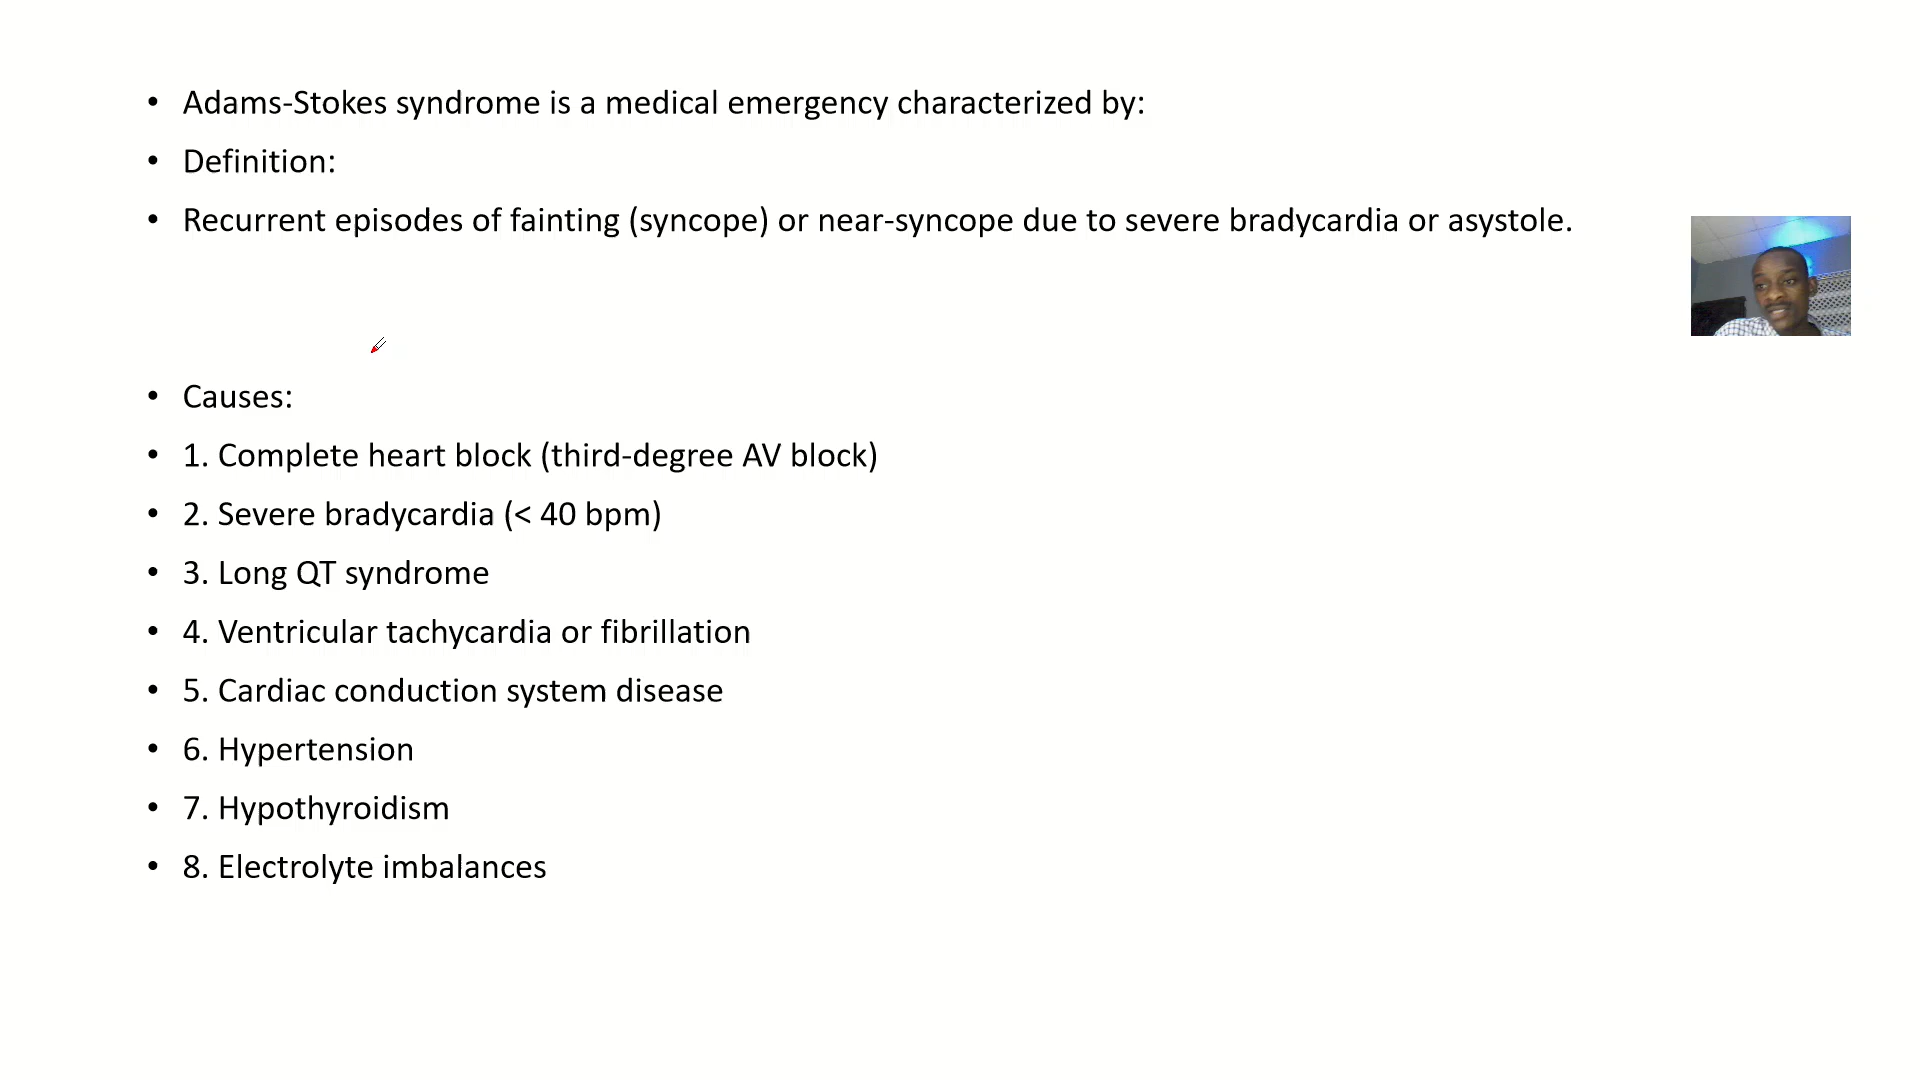 • Adams-Stokes syndrome is a medical emergency characterized by:
• Definition:
• Recurrent episodes of fainting (syncope) or near-syncope due to severe bradycardia or asystole.
• Causes:
• 1. Complete heart block (third-degree AV block)
• 2. Severe bradycardia (< 40 bpm)
• 3. Long QT syndrome
• 4. Ventricular tachycardia or fibrillation
• 5. Cardiac conduction system disease
• 6. Hypertension
• 7. Hypothyroidism
• 8. Electrolyte imbalances